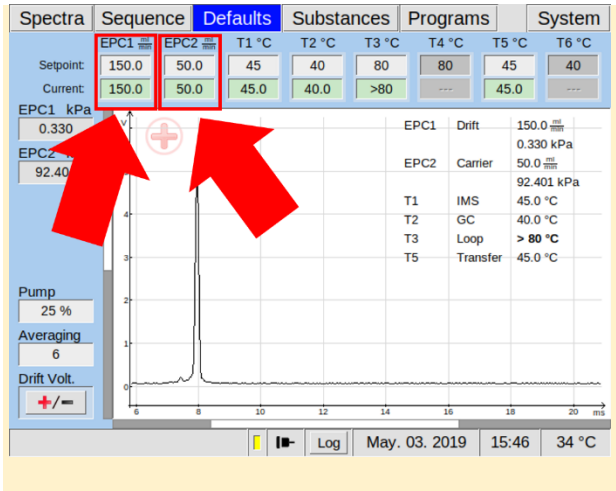 Spectra Sequence Defaults Substances Programs System
EPC1 ml/min EPC2 ml/min T1 °C T2 °C T3 °C T4 °C T5 °C T6 °C
Setpoint: 150.0 50.0 45 40 80 80 45 40
Current: 150.0 50.0 45.0 40.0 >80 --- 45.0 ---
EPC1 kPa
0.330
EPC2
92.40
V
EPC1 Drift 150.0 ml/min
0.330 kPa
EPC2 Carrier 50.0 ml/min
92.401 kPa
T1 IMS 45.0 °C
T2 GC 40.0 °C
T3 Loop > 80 °C
T5 Transfer 45.0 °C
4
3
2
1
0
6 8 10 12 14 16 18 20 ms
Pump
25 %
Averaging
6
Drift Volt.
+/-
Log May. 03. 2019 15:46 34 °C